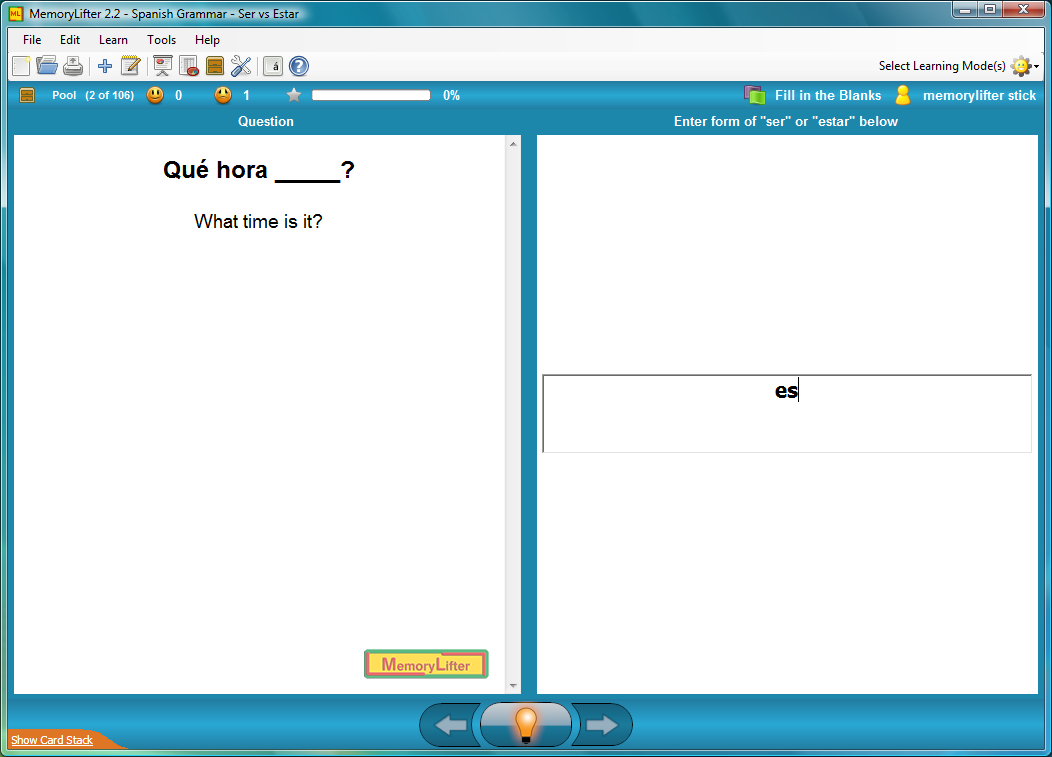 MemoryLifter 2.2 - Spanish Grammar - Ser vs Estar
File Edit Learn Tools Help
Select Learning Mode(s)
Pool (2 of 106) 0 1 0% Fill in the Blanks memorylifter stick
Question
Enter form of "ser" or "estar" below
Qué hora _____?
What time is it?
es
MemoryLifter
Show Card Stack